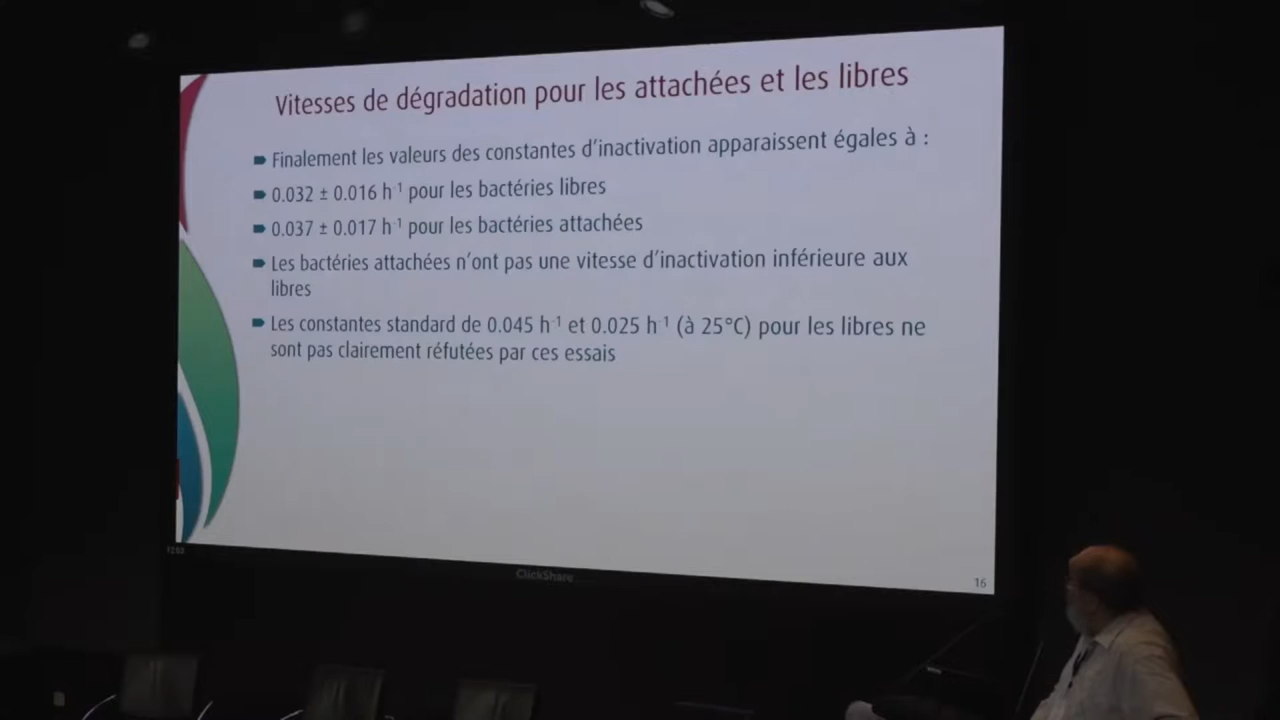 Vitesses de dégradation pour les attachées et les libres
Finalement les valeurs des constantes d'inactivation apparaissent égales à :
0.032 ± 0.016 h⁻¹ pour les bactéries libres
0.037 ± 0.017 h⁻¹ pour les bactéries attachées
Les bactéries attachées n'ont pas une vitesse d'inactivation inférieure aux
libres
Les constantes standard de 0.045 h⁻¹ et 0.025 h⁻¹ (à 25°C) pour les libres ne
sont pas clairement réfutées par ces essais
ClickShare
16